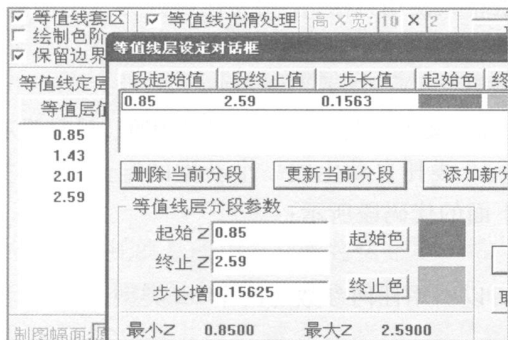 等值线套区 等值线光滑处理 高×宽: 10 × 2
绘制色阶
保留边界
等值线层设定对话框
等值线定层
等值层值
0.85
1.43
2.01
2.59
段起始值 段终止值 步长值 起始色 终
0.85 2.59 0.1563
删除当前分段 更新当前分段 添加新分
等值线层分段参数
起始Z 0.85 起始色
终止Z 2.59
步长增 0.15625 终止色
取
最小Z 0.8500 最大Z 2.5900
制图幅面: